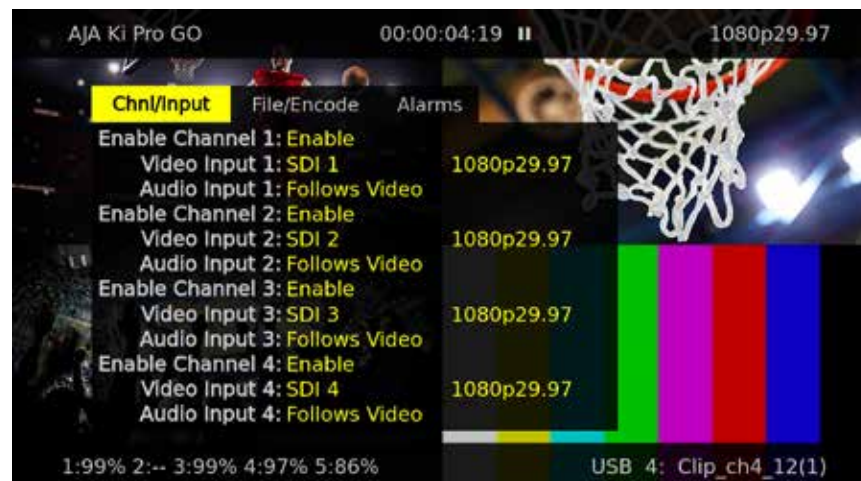 AJA Ki Pro GO 00:00:04:19 1080p29.97
Chnl/Input File/Encode Alarms
Enable Channel 1: Enable
Video Input 1: SDI 1 1080p29.97
Audio Input 1: Follows Video
Enable Channel 2: Enable
Video Input 2: SDI 2 1080p29.97
Audio Input 2: Follows Video
Enable Channel 3: Enable
Video Input 3: SDI 3 1080p29.97
Audio Input 3: Follows Video
Enable Channel 4: Enable
Video Input 4: SDI 4 1080p29.97
Audio Input 4: Follows Video
1:99% 2:-- 3:99% 4:97% 5:86% USB 4: Clip_ch4_12(1)